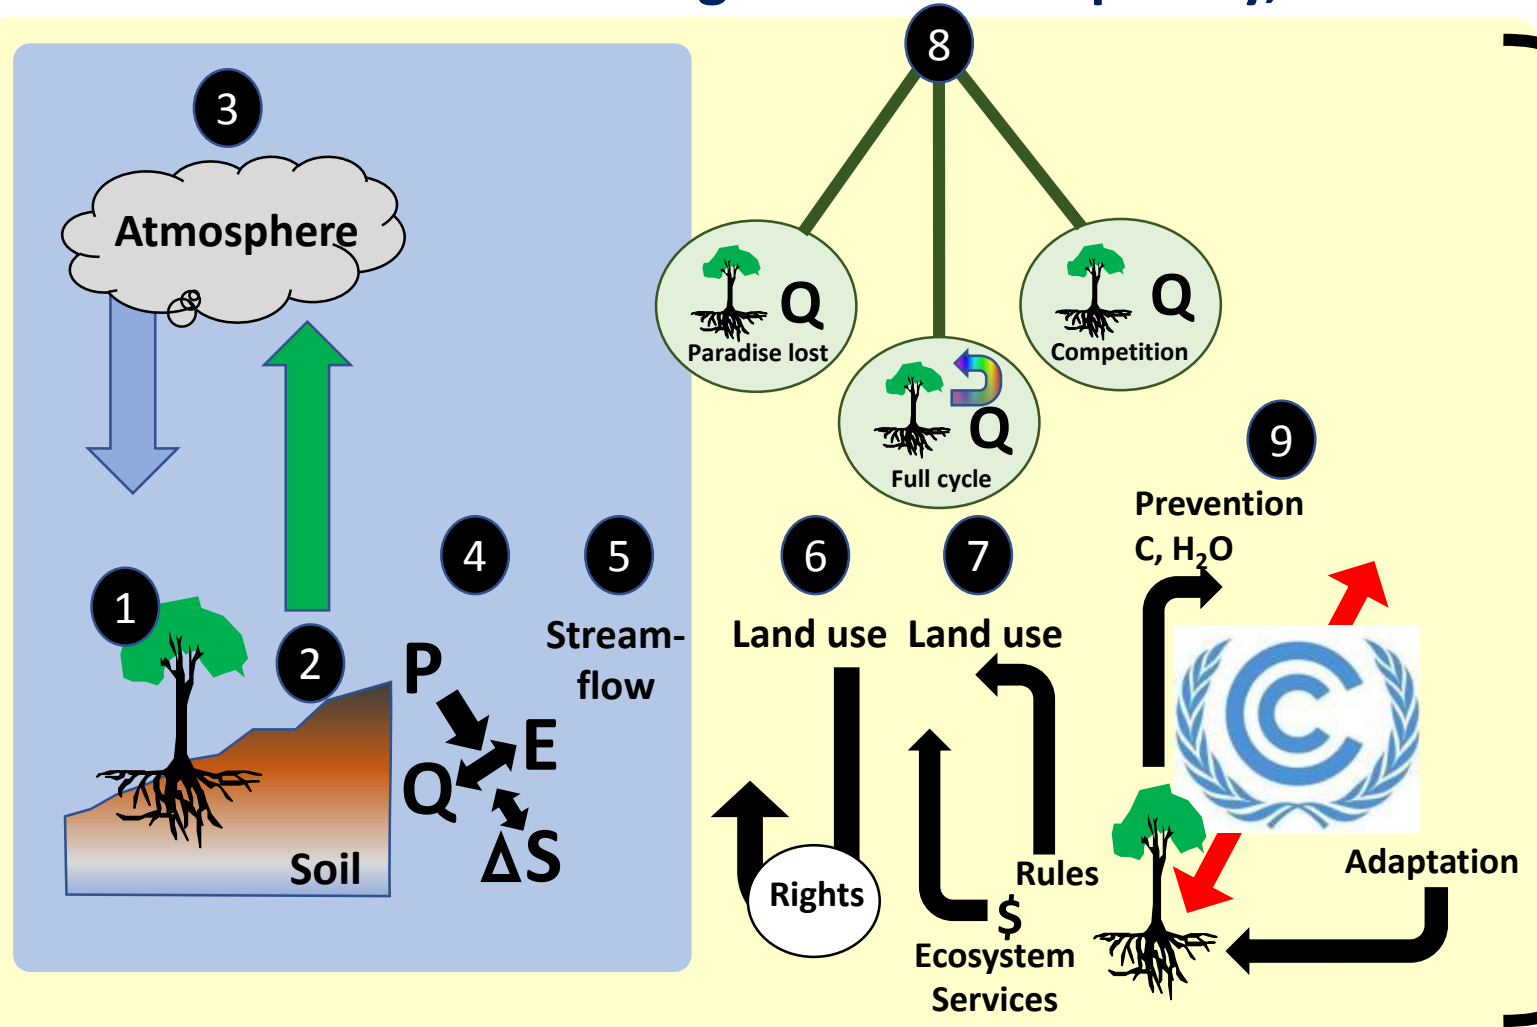 8
3
Atmosphere
Q
Paradise lost
Q
Competition
Q
Full cycle
9
Prevention
C, H₂O
4
5
6
7
1
2
Stream-
flow
Land use
Land use
P
E
Q
ΔS
Soil
Rights
Rules
$
Ecosystem
Services
Adaptation